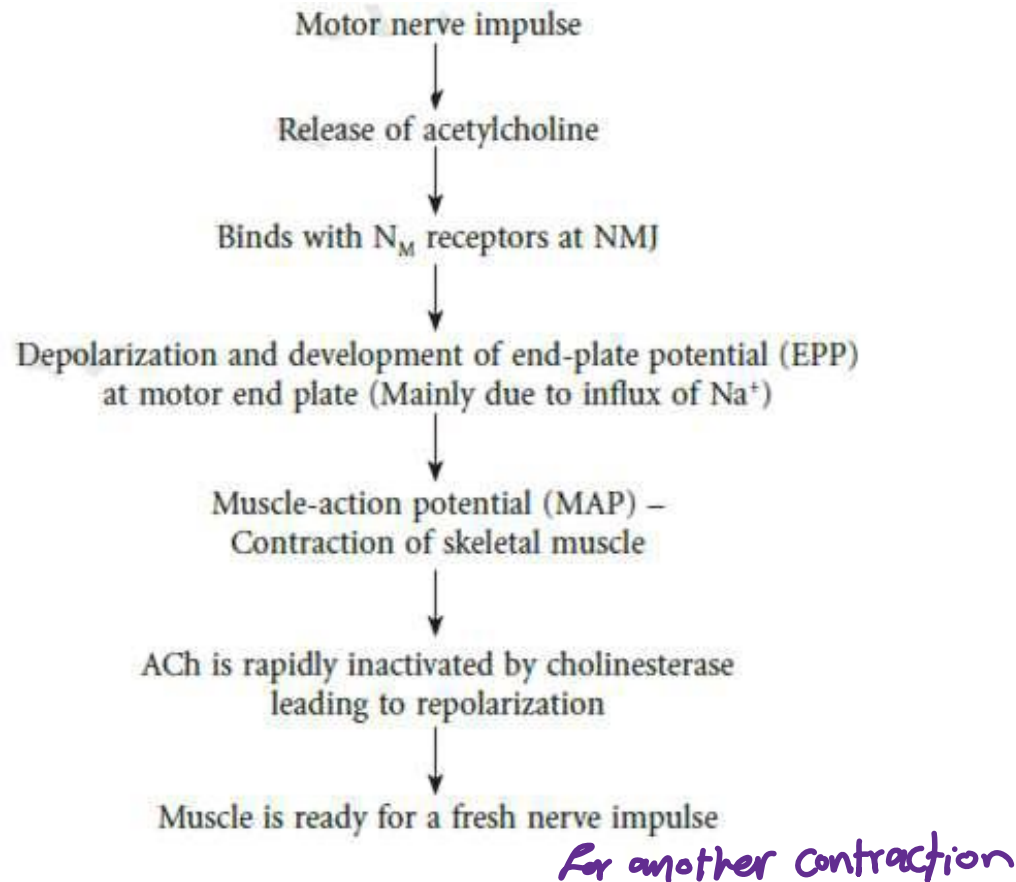 Motor nerve impulse
Release of acetylcholine
Binds with N_M receptors at NMJ
Depolarization and development of end-plate potential (EPP)
at motor end plate (Mainly due to influx of Na⁺)
Muscle-action potential (MAP) –
Contraction of skeletal muscle
ACh is rapidly inactivated by cholinesterase
leading to repolarization
Muscle is ready for a fresh nerve impulse
for another contraction